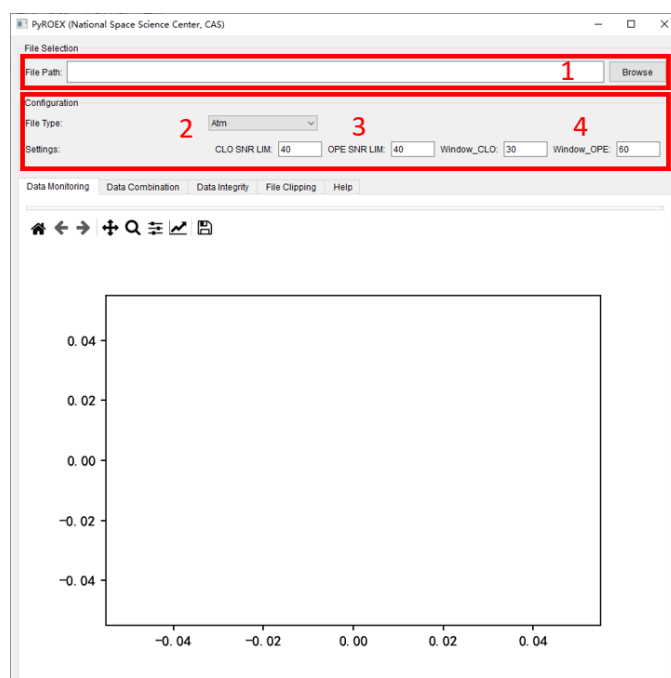 PyROEX (National Space Science Center, CAS)
File Selection
File Path: 1 Browse
Configuration
File Type: 2 Atm 3 4
Settings: CLO SNR LIM: 40 OPE SNR LIM: 40 Window_CLO: 30 Window_OPE: 60
Data Monitoring Data Combination Data Integrity File Clipping Help
0.04
0.02
0.00
−0.02
−0.04
−0.04 −0.02 0.00 0.02 0.04